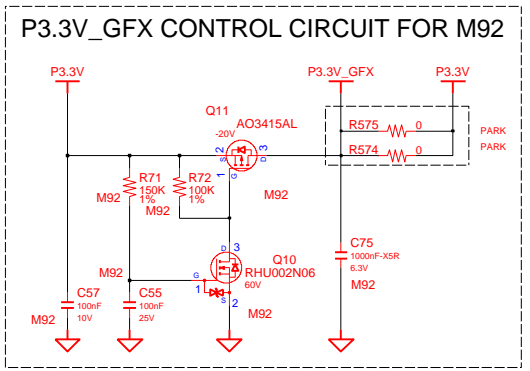 P3.3V_GFX CONTROL CIRCUIT FOR M92
P3.3V
P3.3V_GFX
P3.3V
Q11
AO3415AL
-20V
R575 0 PARK
R574 0 PARK
2 S D 3
1 G
R71
150K
1%
M92
R72
100K
1%
M92
M92
D 3
Q10
RHU002N06
60V
G
1
S 2
M92
M92
C57
100nF
10V
M92
C55
100nF
25V
C75
1000nF-X5R
6.3V
M92